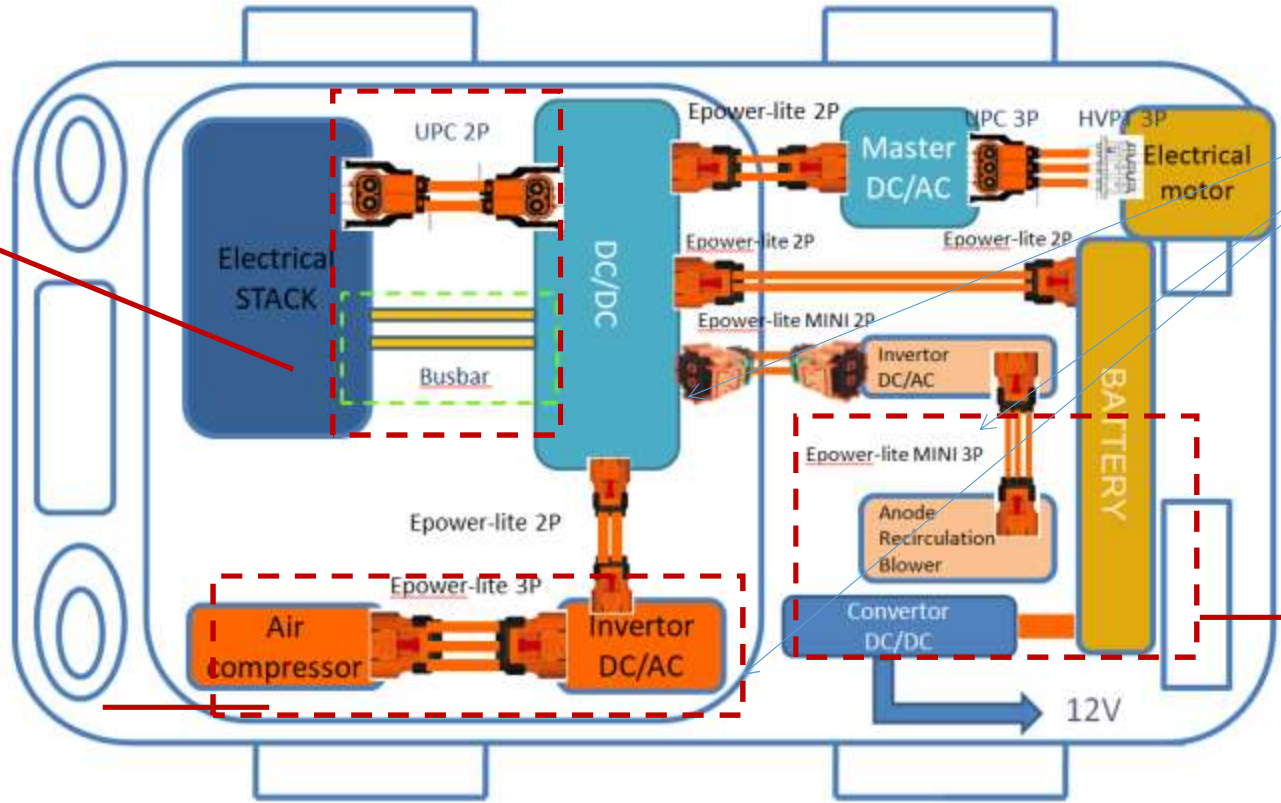 UPC 2P
Epower-lite 2P
UPC 3P
HVPT 3P
Master
DC/AC
Electrical
motor
Electrical
STACK
DC/DC
Epower-lite 2P
Epower-lite 2P
Epower-lite MINI 2P
Busbar
Invertor
DC/AC
BATTERY
Epower-lite MINI 3P
Anode
Recirculation
Blower
Epower-lite 2P
Epower-lite 3P
Air
compressor
Invertor
DC/AC
Convertor
DC/DC
12V